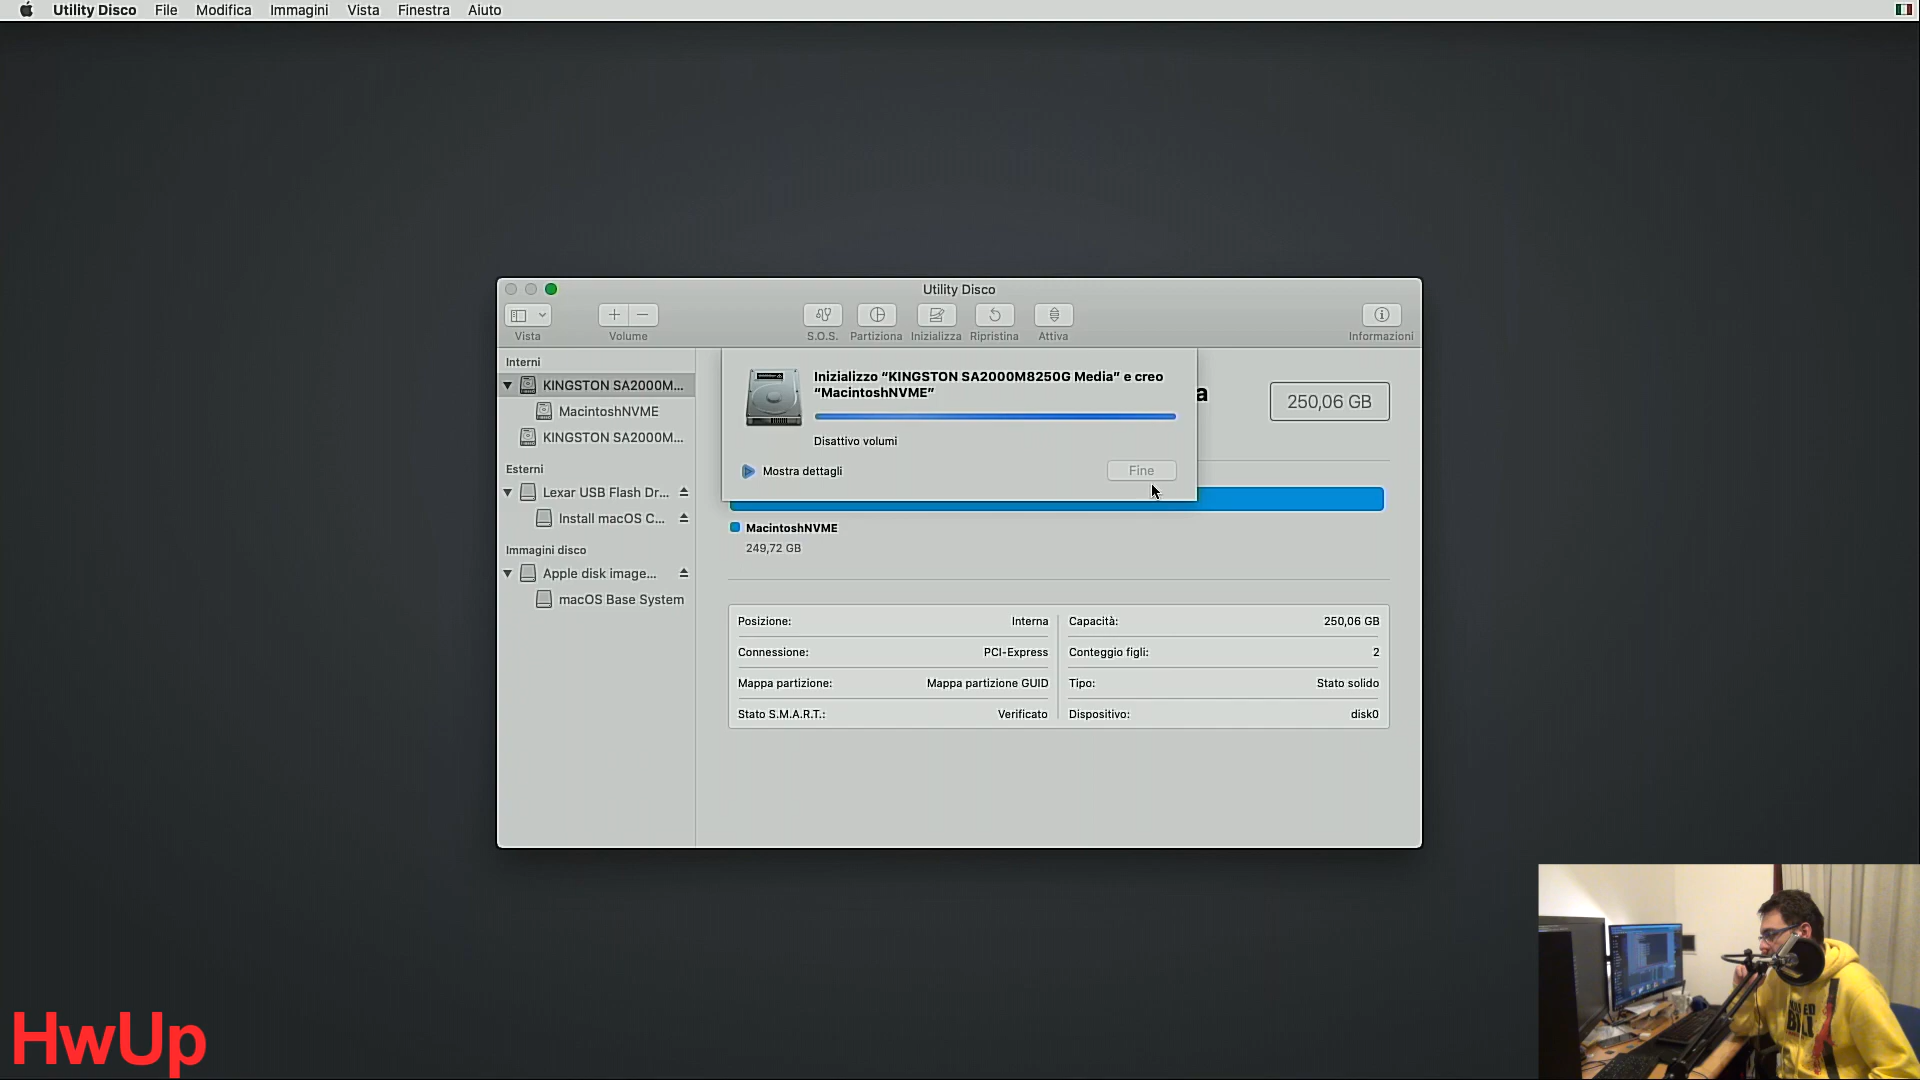 Utility Disco File Modifica Immagini Vista Finestra Aiuto
Utility Disco
Vista Volume S.O.S. Partiziona Inizializza Ripristina Attiva Informazioni
Interni
KINGSTON SA2000M...
MacintoshNVME
KINGSTON SA2000M...
Esterni
Lexar USB Flash Dr...
Install macOS C...
Immagini disco
Apple disk image...
macOS Base System
Inizializzo “KINGSTON SA2000M8250G Media” e creo
“MacintoshNVME”
Disattivo volumi
Mostra dettagli
Fine
a
250,06 GB
MacintoshNVME
249,72 GB
Posizione: Interna
Connessione: PCI-Express
Mappa partizione: Mappa partizione GUID
Stato S.M.A.R.T.: Verificato
Capacità: 250,06 GB
Conteggio figli: 2
Tipo: Stato solido
Dispositivo: disk0
HwUp